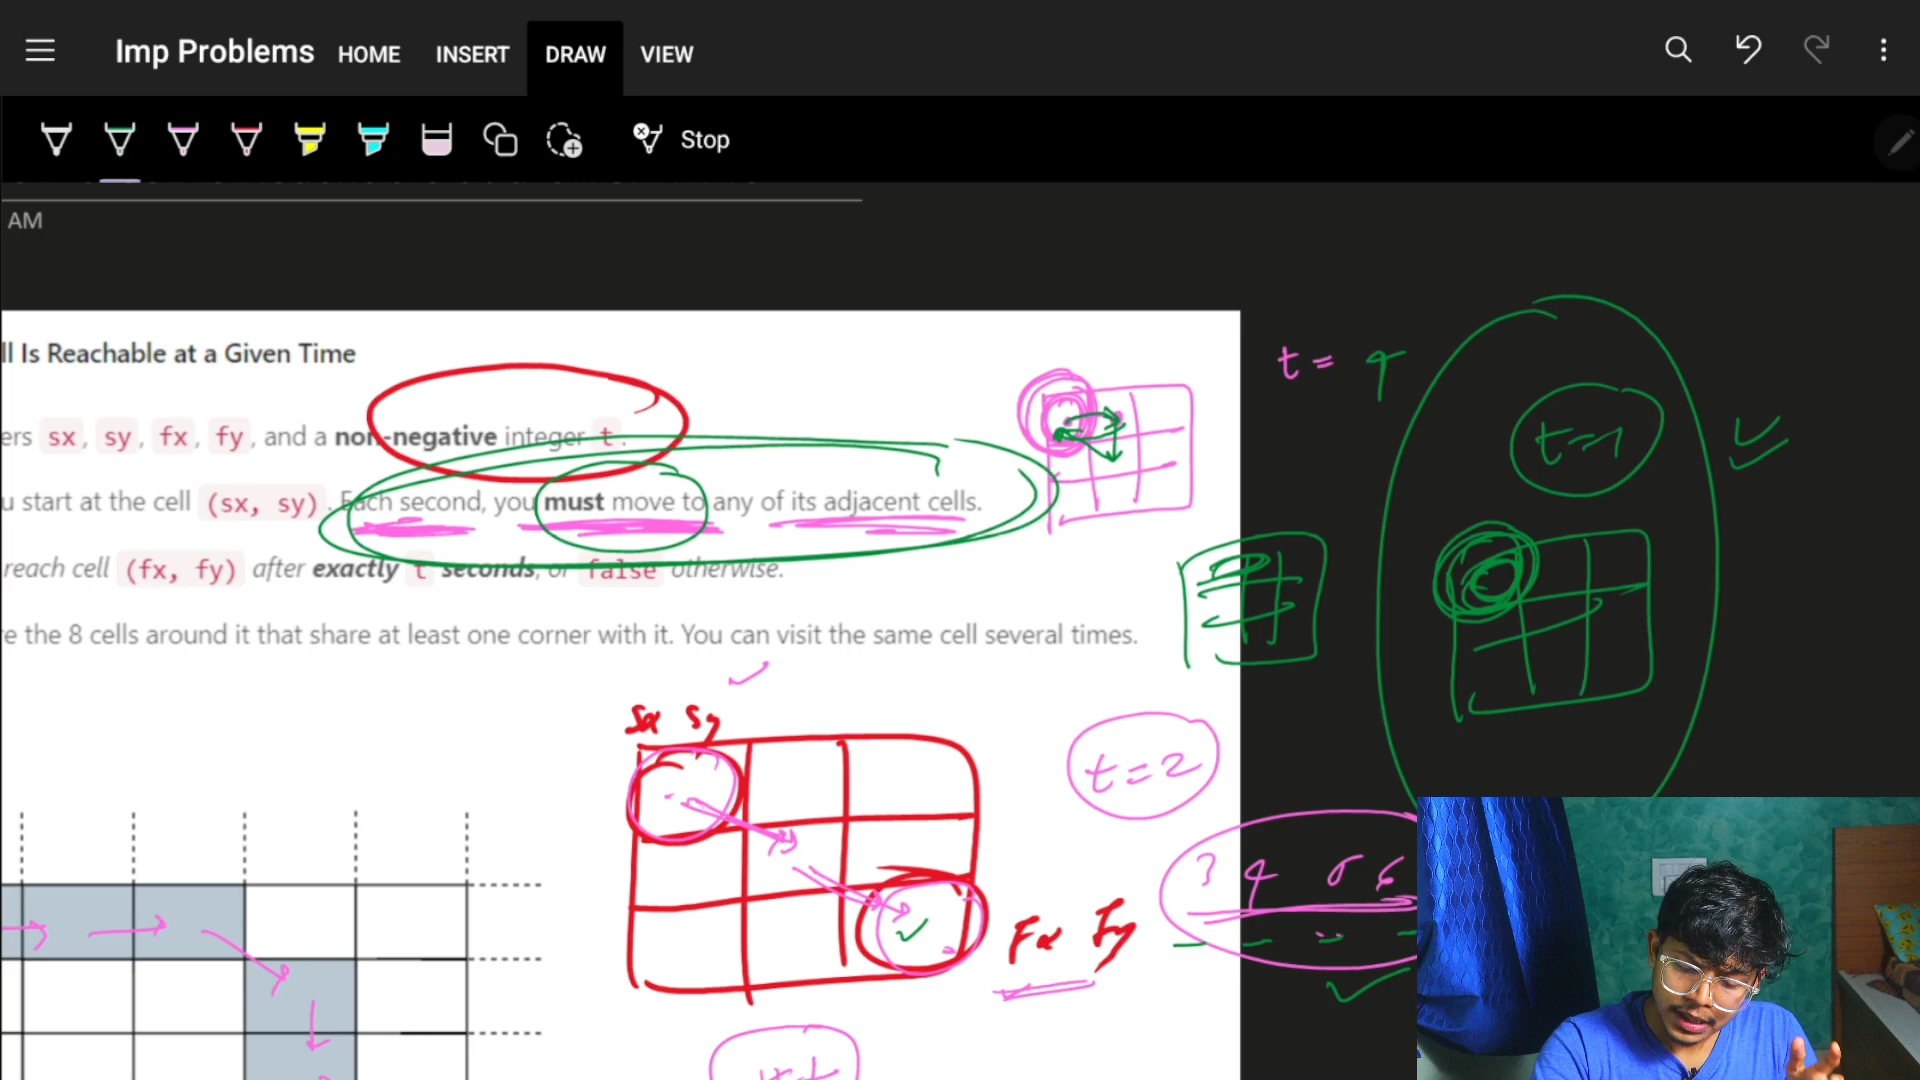 Imp Problems HOME INSERT DRAW VIEW
Stop
AM
ll Is Reachable at a Given Time
ers sx, sy, fx, fy, and a non-negative integer t.
u start at the cell (sx, sy). Each second, you must move to any of its adjacent cells.
reach cell (fx, fy) after exactly t seconds, or false otherwise.
e the 8 cells around it that share at least one corner with it. You can visit the same cell several times.
t =
t=1
Sx Sy
t=2
Fx Fy